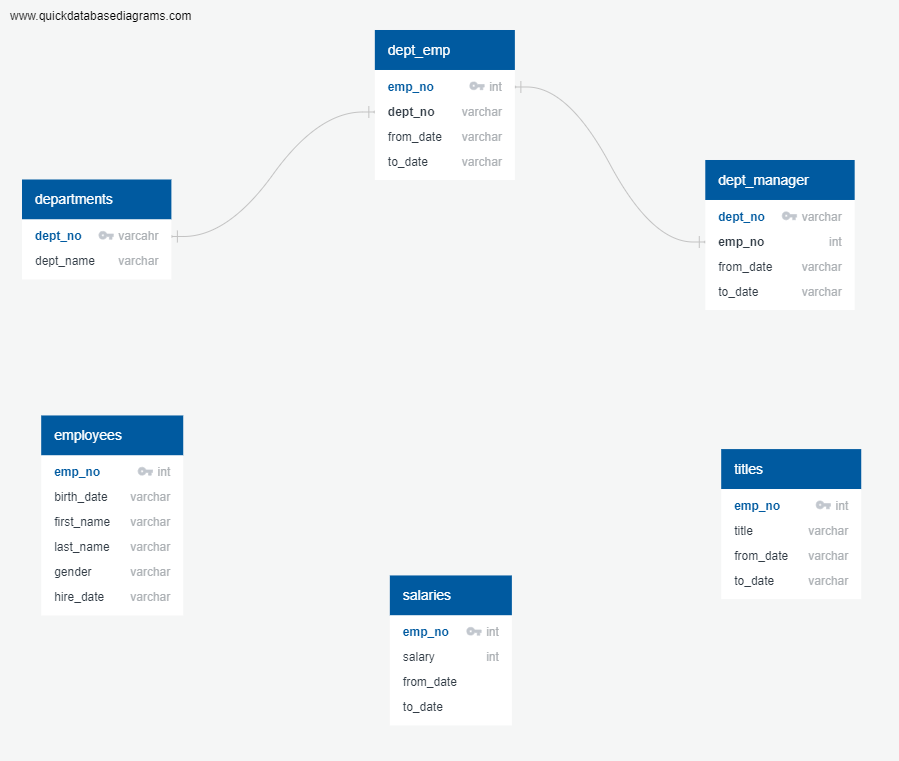 www.quickdatabasediagrams.com
dept_emp
emp_no int
dept_no varchar
from_date varchar
to_date varchar
departments
dept_no varcahr
dept_name varchar
dept_manager
dept_no varchar
emp_no int
from_date varchar
to_date varchar
employees
emp_no int
birth_date varchar
first_name varchar
last_name varchar
gender varchar
hire_date varchar
titles
emp_no int
title varchar
from_date varchar
to_date varchar
salaries
emp_no int
salary int
from_date
to_date